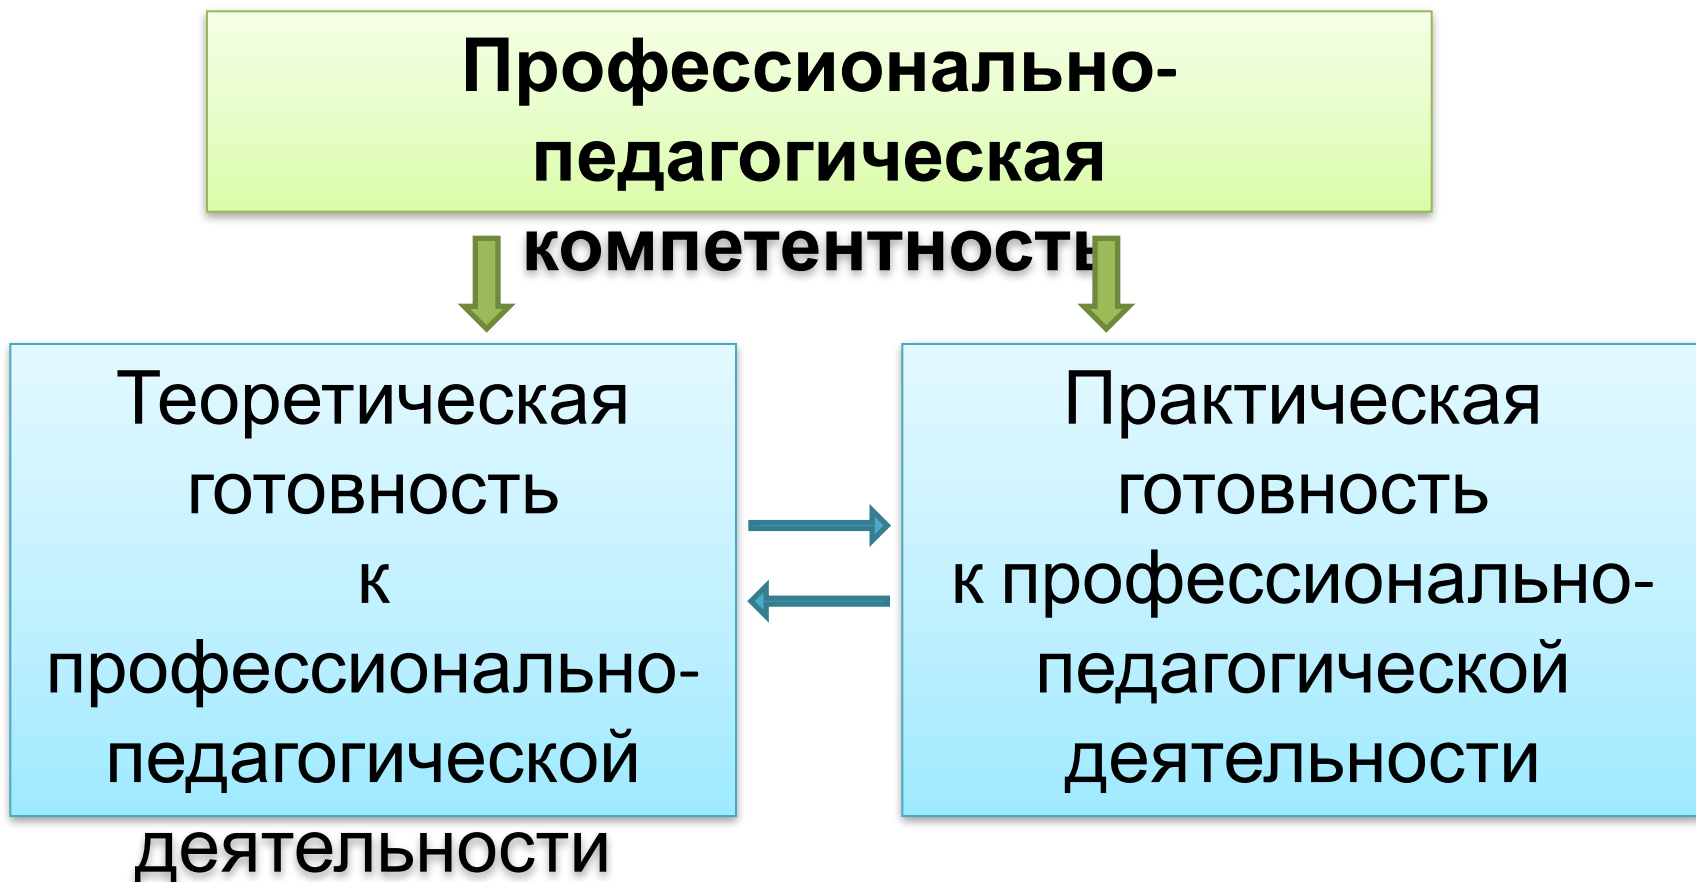 Профессионально-
педагогическая
компетентность
Теоретическая
готовность
к
профессионально-
педагогической
деятельности
Практическая
готовность
к профессионально-
педагогической
деятельности